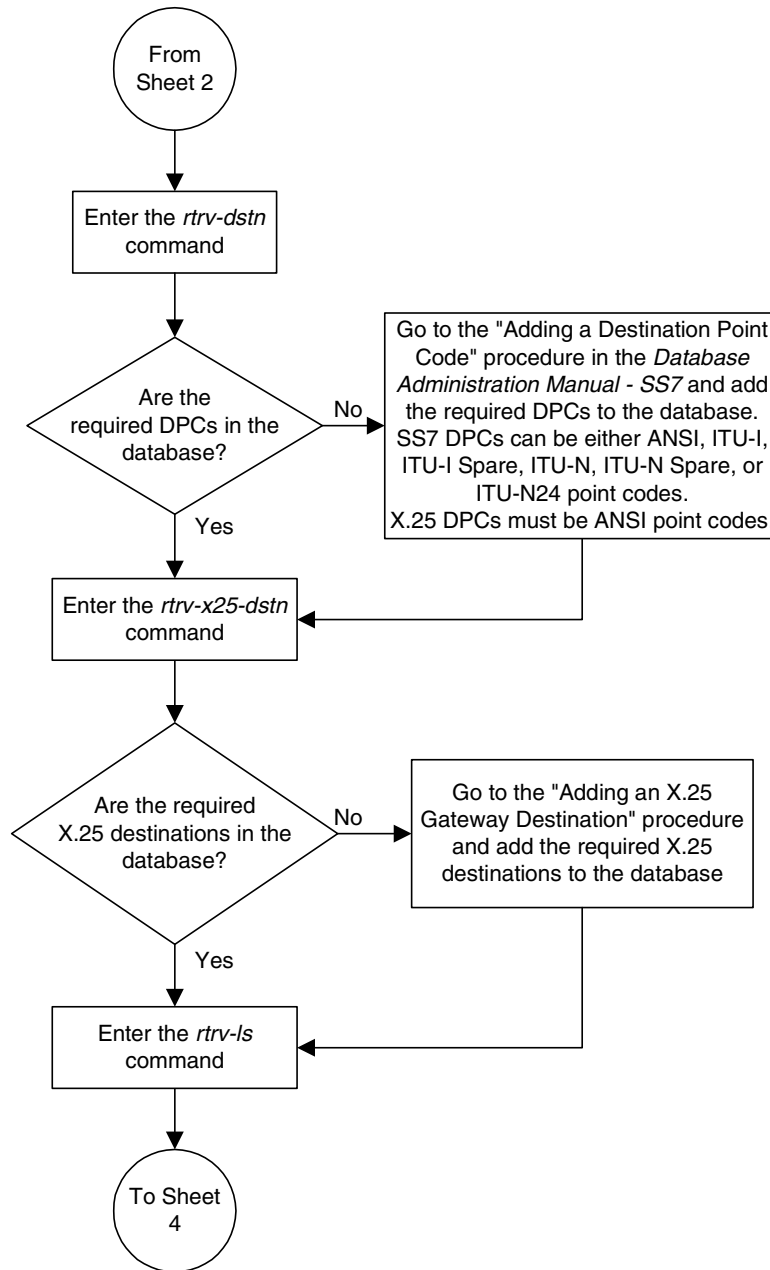 From
Sheet 2
Enter the rtrv-dstn
command
Are the
required DPCs in the
database?
No
Go to the "Adding a Destination Point
Code" procedure in the Database
Administration Manual - SS7 and add
the required DPCs to the database.
SS7 DPCs can be either ANSI, ITU-I,
ITU-I Spare, ITU-N, ITU-N Spare, or
ITU-N24 point codes.
X.25 DPCs must be ANSI point codes
Yes
Enter the rtrv-x25-dstn
command
Are the required
X.25 destinations in the
database?
No
Go to the "Adding an X.25
Gateway Destination" procedure
and add the required X.25
destinations to the database
Yes
Enter the rtrv-ls
command
To Sheet
4